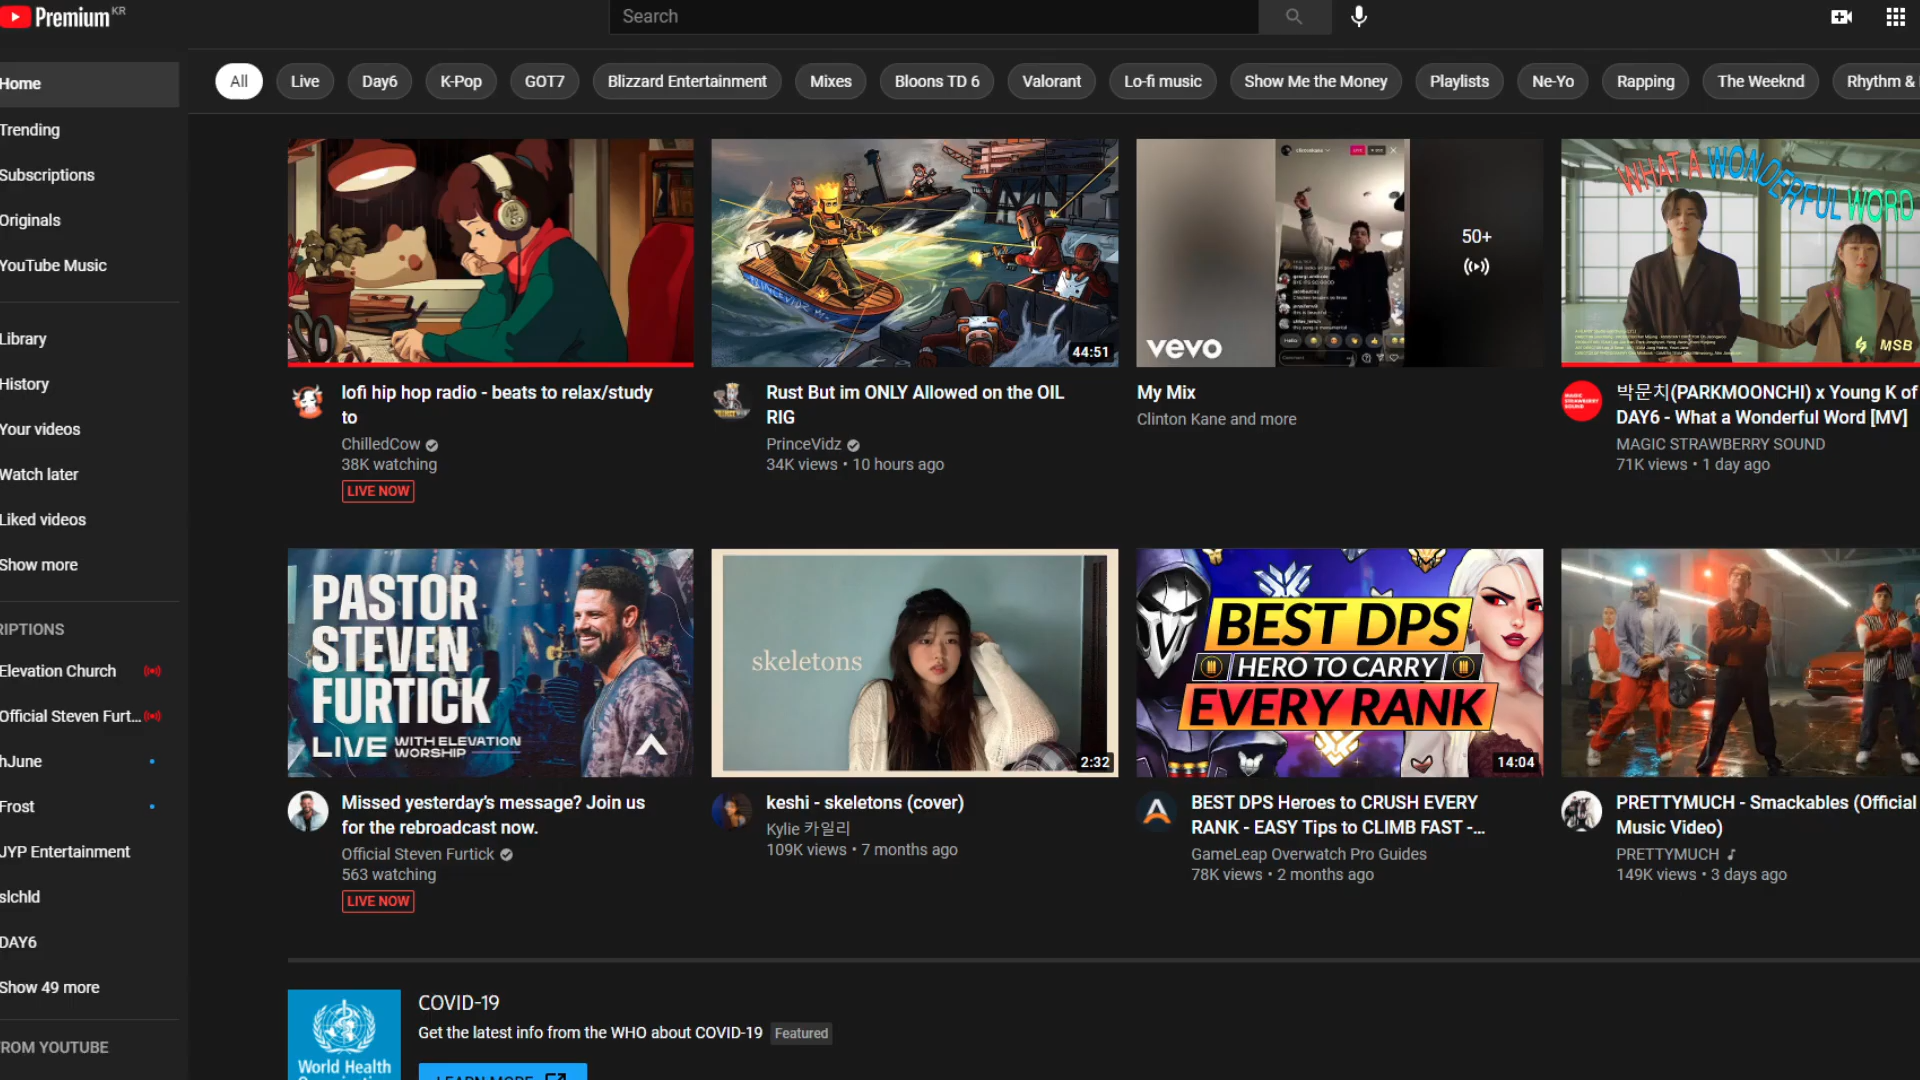 Premium KR
Search
Home
Trending
Subscriptions
Originals
YouTube Music
Library
History
Your videos
Watch later
Liked videos
Show more
RIPTIONS
Elevation Church
Official Steven Furt...
hJune
Frost
JYP Entertainment
slchld
DAY6
Show 49 more
ROM YOUTUBE
All
Live
Day6
K-Pop
GOT7
Blizzard Entertainment
Mixes
Bloons TD 6
Valorant
Lo-fi music
Show Me the Money
Playlists
Ne-Yo
Rapping
The Weeknd
Rhythm &
lofi hip hop radio - beats to relax/study
to
ChilledCow
38K watching
LIVE NOW
PRINCEVIDZ
44:51
Rust But im ONLY Allowed on the OIL
RIG
PrinceVidz
34K views • 10 hours ago
50+
vevo
My Mix
Clinton Kane and more
WHAT A WONDERFUL WORD
MSB
박문치(PARKMOONCHI) x Young K of
DAY6 - What a Wonderful Word [MV]
MAGIC STRAWBERRY SOUND
71K views • 1 day ago
PASTOR
STEVEN
FURTICK
LIVE WITH ELEVATION
WORSHIP
Missed yesterday's message? Join us
for the rebroadcast now.
Official Steven Furtick
563 watching
LIVE NOW
skeletons
2:32
keshi - skeletons (cover)
Kylie 카일리
109K views • 7 months ago
BEST DPS
HERO TO CARRY
EVERY RANK
14:04
BEST DPS Heroes to CRUSH EVERY
RANK - EASY Tips to CLIMB FAST -...
GameLeap Overwatch Pro Guides
78K views • 2 months ago
PRETTYMUCH - Smackables (Official
Music Video)
PRETTYMUCH
149K views • 3 days ago
World Health
COVID-19
Get the latest info from the WHO about COVID-19 Featured
LEARN MORE